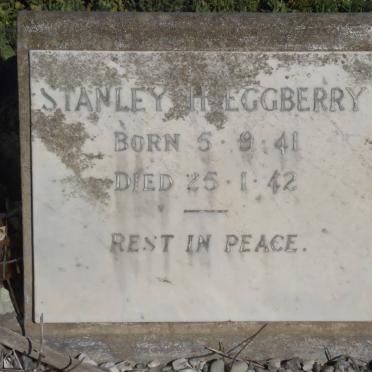 STANLEY H EGGBERRY
BORN 5·9·41
DIED 25·1·42
REST IN PEACE.